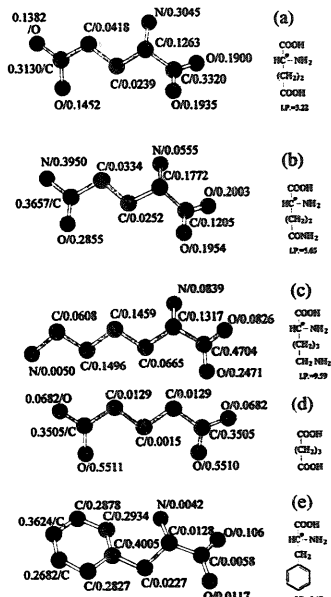 0.1382
/O
C/0.0418
N/0.3045
(a)
C/0.1263
0.3130/C
O/0.1900
C/0.3320
O/0.1452
C/0.0239
O/0.1935
COOH
HC*-NH₂
(CH₂)₂
COOH
I.P.=3.22
N/0.3950
C/0.0334
N/0.0555
(b)
C/0.1772
0.3657/C
O/0.2003
C/0.0252
C/0.1205
O/0.2855
O/0.1954
COOH
HC*-NH₂
(CH₂)₂
CONH₂
I.P.=5.65
C/0.0608
C/0.1459
N/0.0839
(c)
C/0.1317
O/0.0826
C/0.4704
N/0.0050
C/0.1496
C/0.0665
O/0.2471
COOH
HC*-NH₂
(CH₂)₃
CH₂NH₂
I.P.=9.59
0.0682/O
C/0.0129
C/0.0129
O/0.0682
(d)
0.3505/C
C/0.3505
C/0.0015
O/0.5511
O/0.5510
COOH
(CH₂)₃
COOH
C/0.2878
C/0.2934
N/0.0042
(e)
0.3624/C
C/0.0128
O/0.106
C/0.4005
C/0.0058
0.2682/C
C/0.2827
C/0.0227
O/0.0117
COOH
HC*-NH₂
CH₂